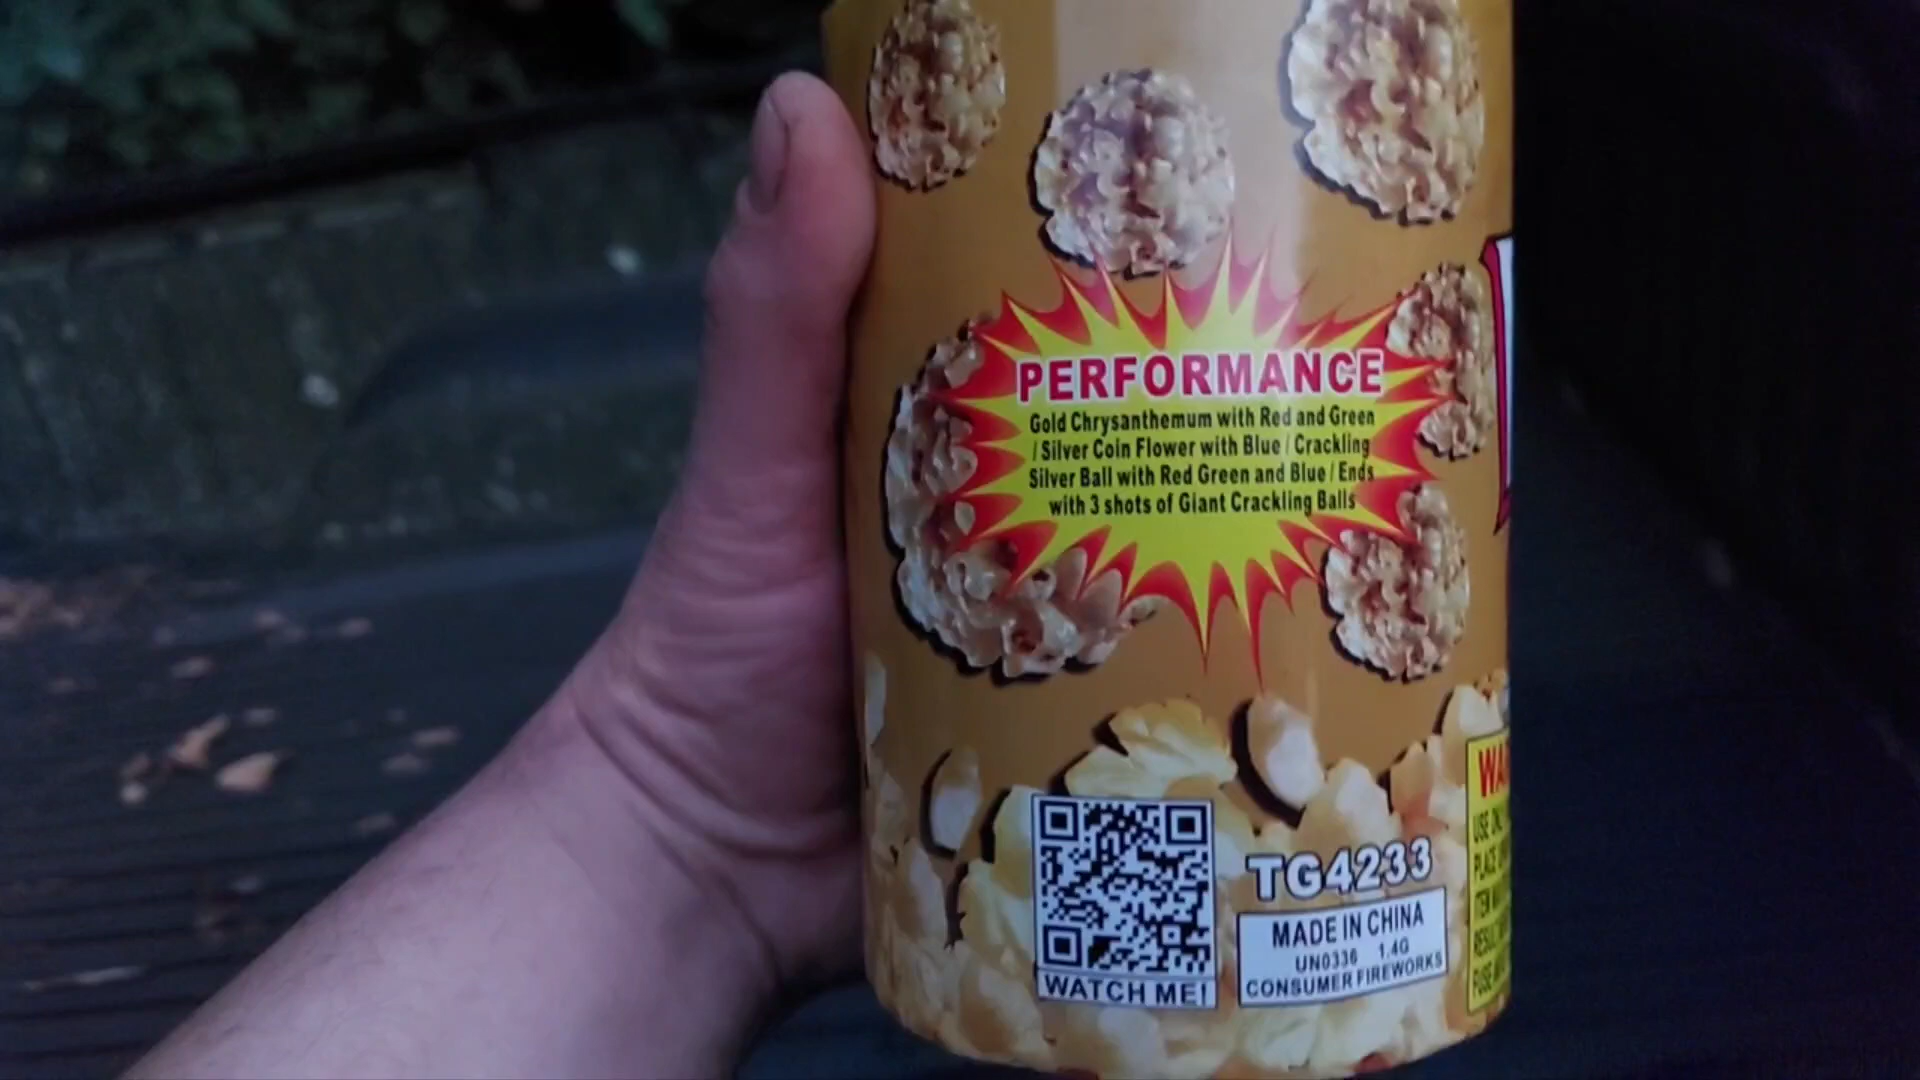 PERFORMANCE
Gold Chrysanthemum with Red and Green
/ Silver Coin Flower with Blue / Crackling
Silver Ball with Red Green and Blue / Ends
with 3 shots of Giant Crackling Balls
TG4233
MADE IN CHINA
UN0336 1.4G
CONSUMER FIREWORKS
WATCH ME!
USE